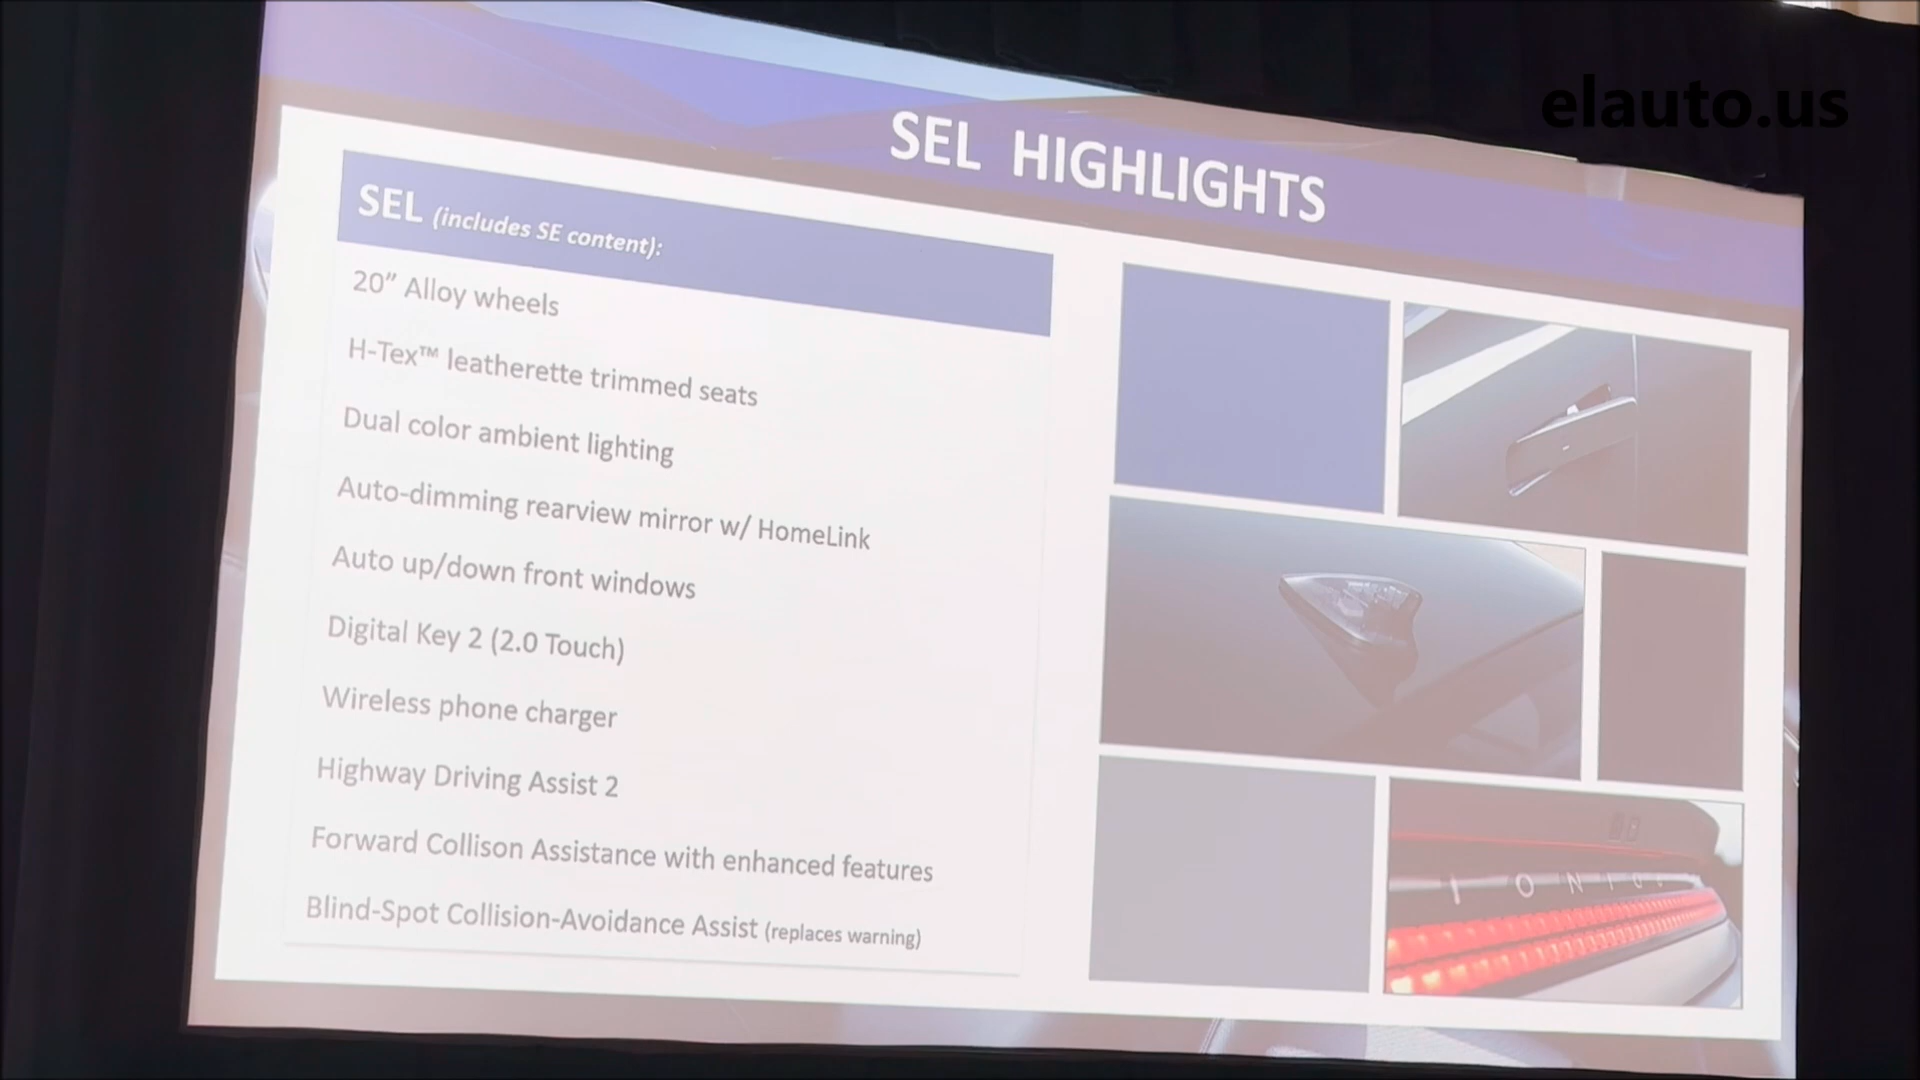 elauto.us
SEL HIGHLIGHTS
SEL (includes SE content):
20” Alloy wheels
H-Tex™ leatherette trimmed seats
Dual color ambient lighting
Auto-dimming rearview mirror w/ HomeLink
Auto up/down front windows
Digital Key 2 (2.0 Touch)
Wireless phone charger
Highway Driving Assist 2
Forward Collison Assistance with enhanced features
Blind-Spot Collision-Avoidance Assist (replaces warning)
IONIQ